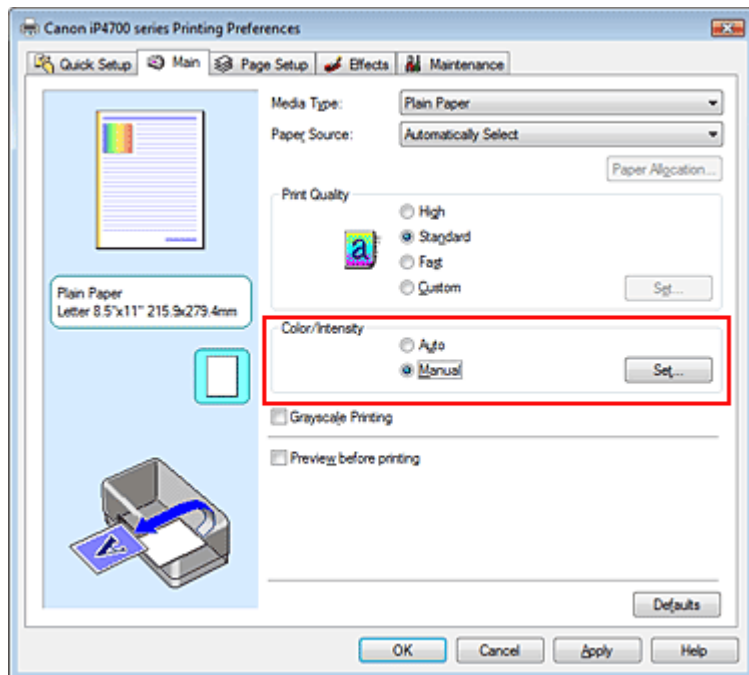 Canon iP4700 series Printing Preferences
Quick Setup Main Page Setup Effects Maintenance
Media Type: Plain Paper
Paper Source: Automatically Select
Paper Allocation...
Print Quality
High
a Standard
Fast
Custom Set...
Plain Paper
Letter 8.5"x11" 215.9x279.4mm
Color/Intensity
Auto
Manual Set...
Grayscale Printing
Preview before printing
Defaults
OK Cancel Apply Help